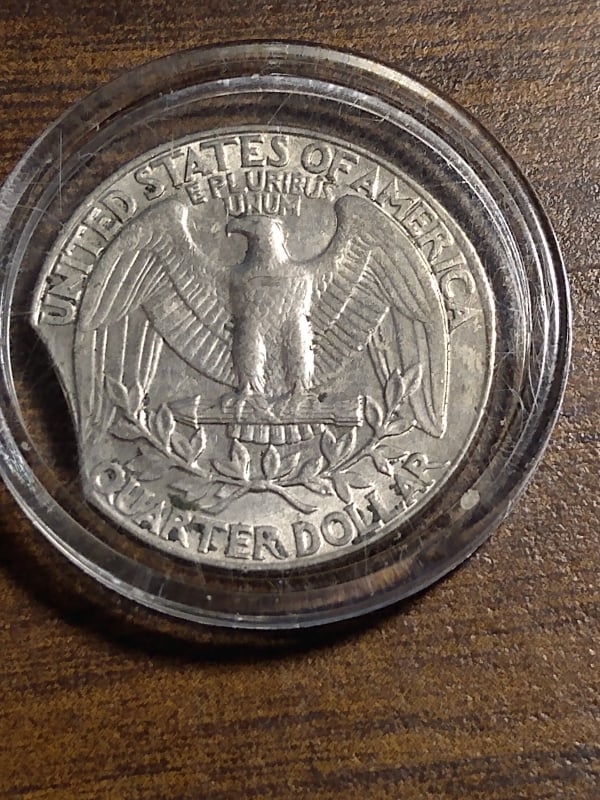 UNITED STATES OF AMERICA
E PLURIBUS
UNUM
QUARTER DOLLAR